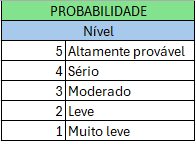 PROBABILIDADE
Nível
5 Altamente provável
4 Sério
3 Moderado
2 Leve
1 Muito leve